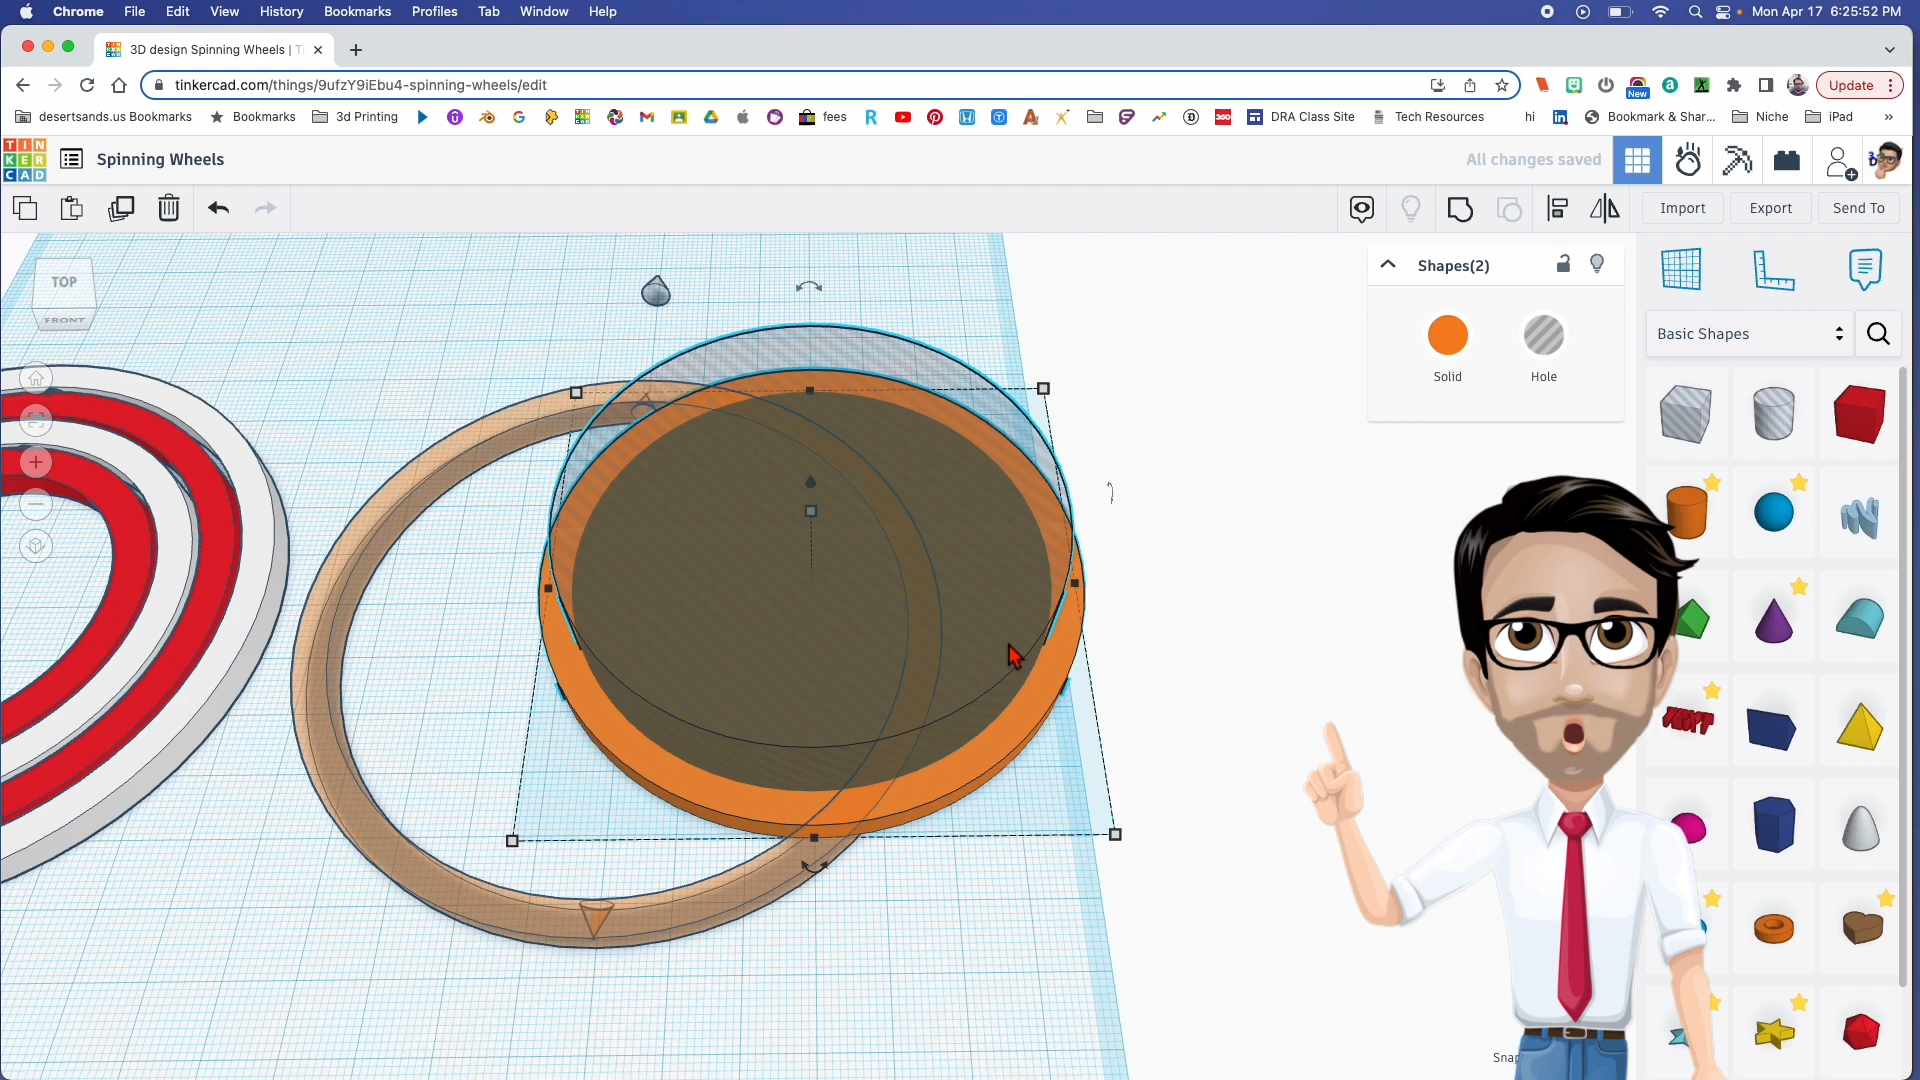 Chrome File Edit View History Bookmarks Profiles Tab Window Help Mon Apr 17 6:25:52 PM
3D design Spinning Wheels | T
tinkercad.com/things/9ufzY9iEbu4-spinning-wheels/edit New Update
desertsands.us Bookmarks Bookmarks 3d Printing fees DRA Class Site Tech Resources hi Bookmark & Shar... Niche iPad »
TIN
KER
CAD
Spinning Wheels All changes saved
Import Export Send To
TOP
FRONT
Shapes(2)
Solid Hole
Basic Shapes
TEXT
Snap